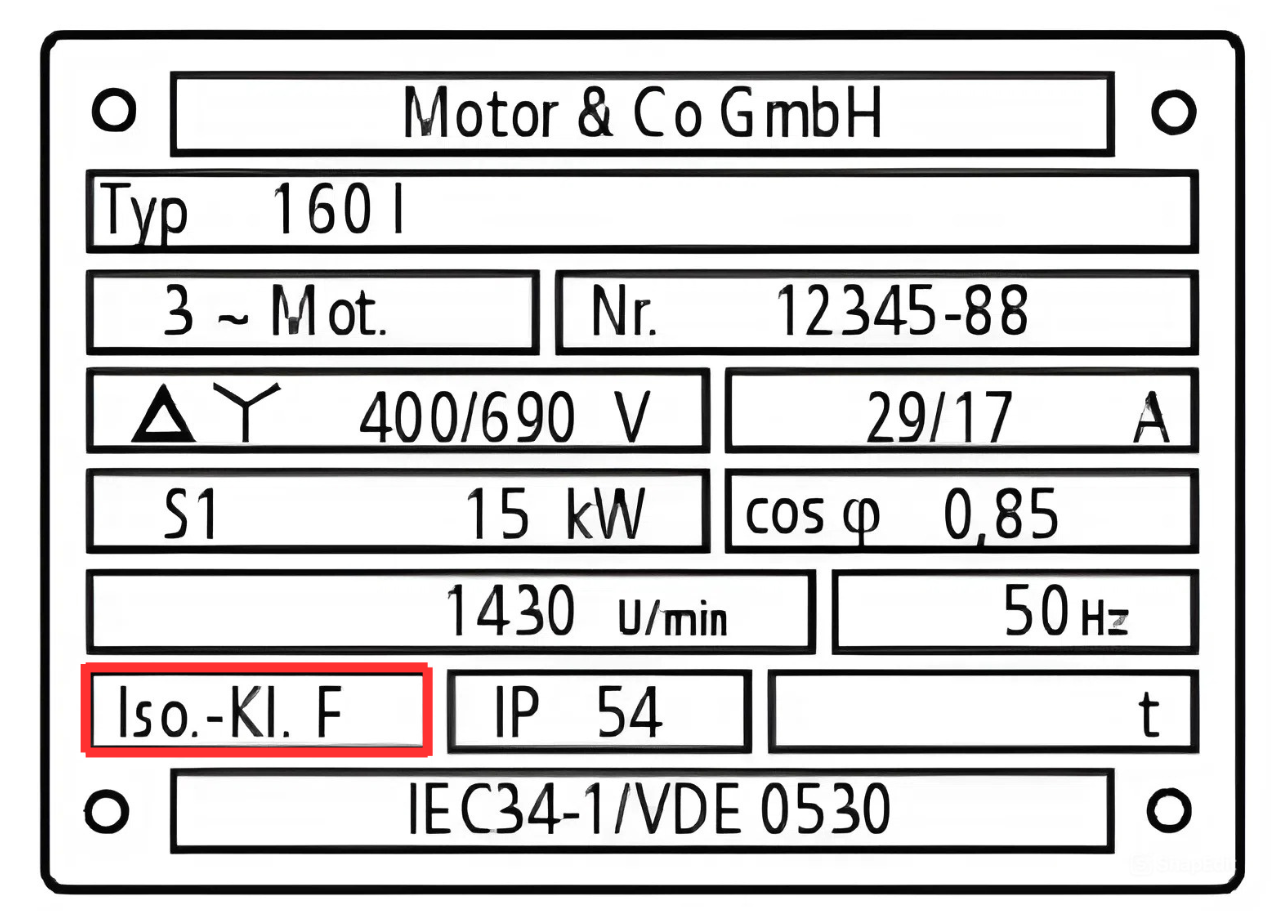 Motor & Co GmbH
Typ 160 l
3 ~ Mot. Nr. 12345-88
Δ Y 400/690 V 29/17 A
S1 15 kW cos φ 0,85
1430 U/min 50 Hz
Iso.-Kl. F IP 54 t
IEC34-1/VDE 0530